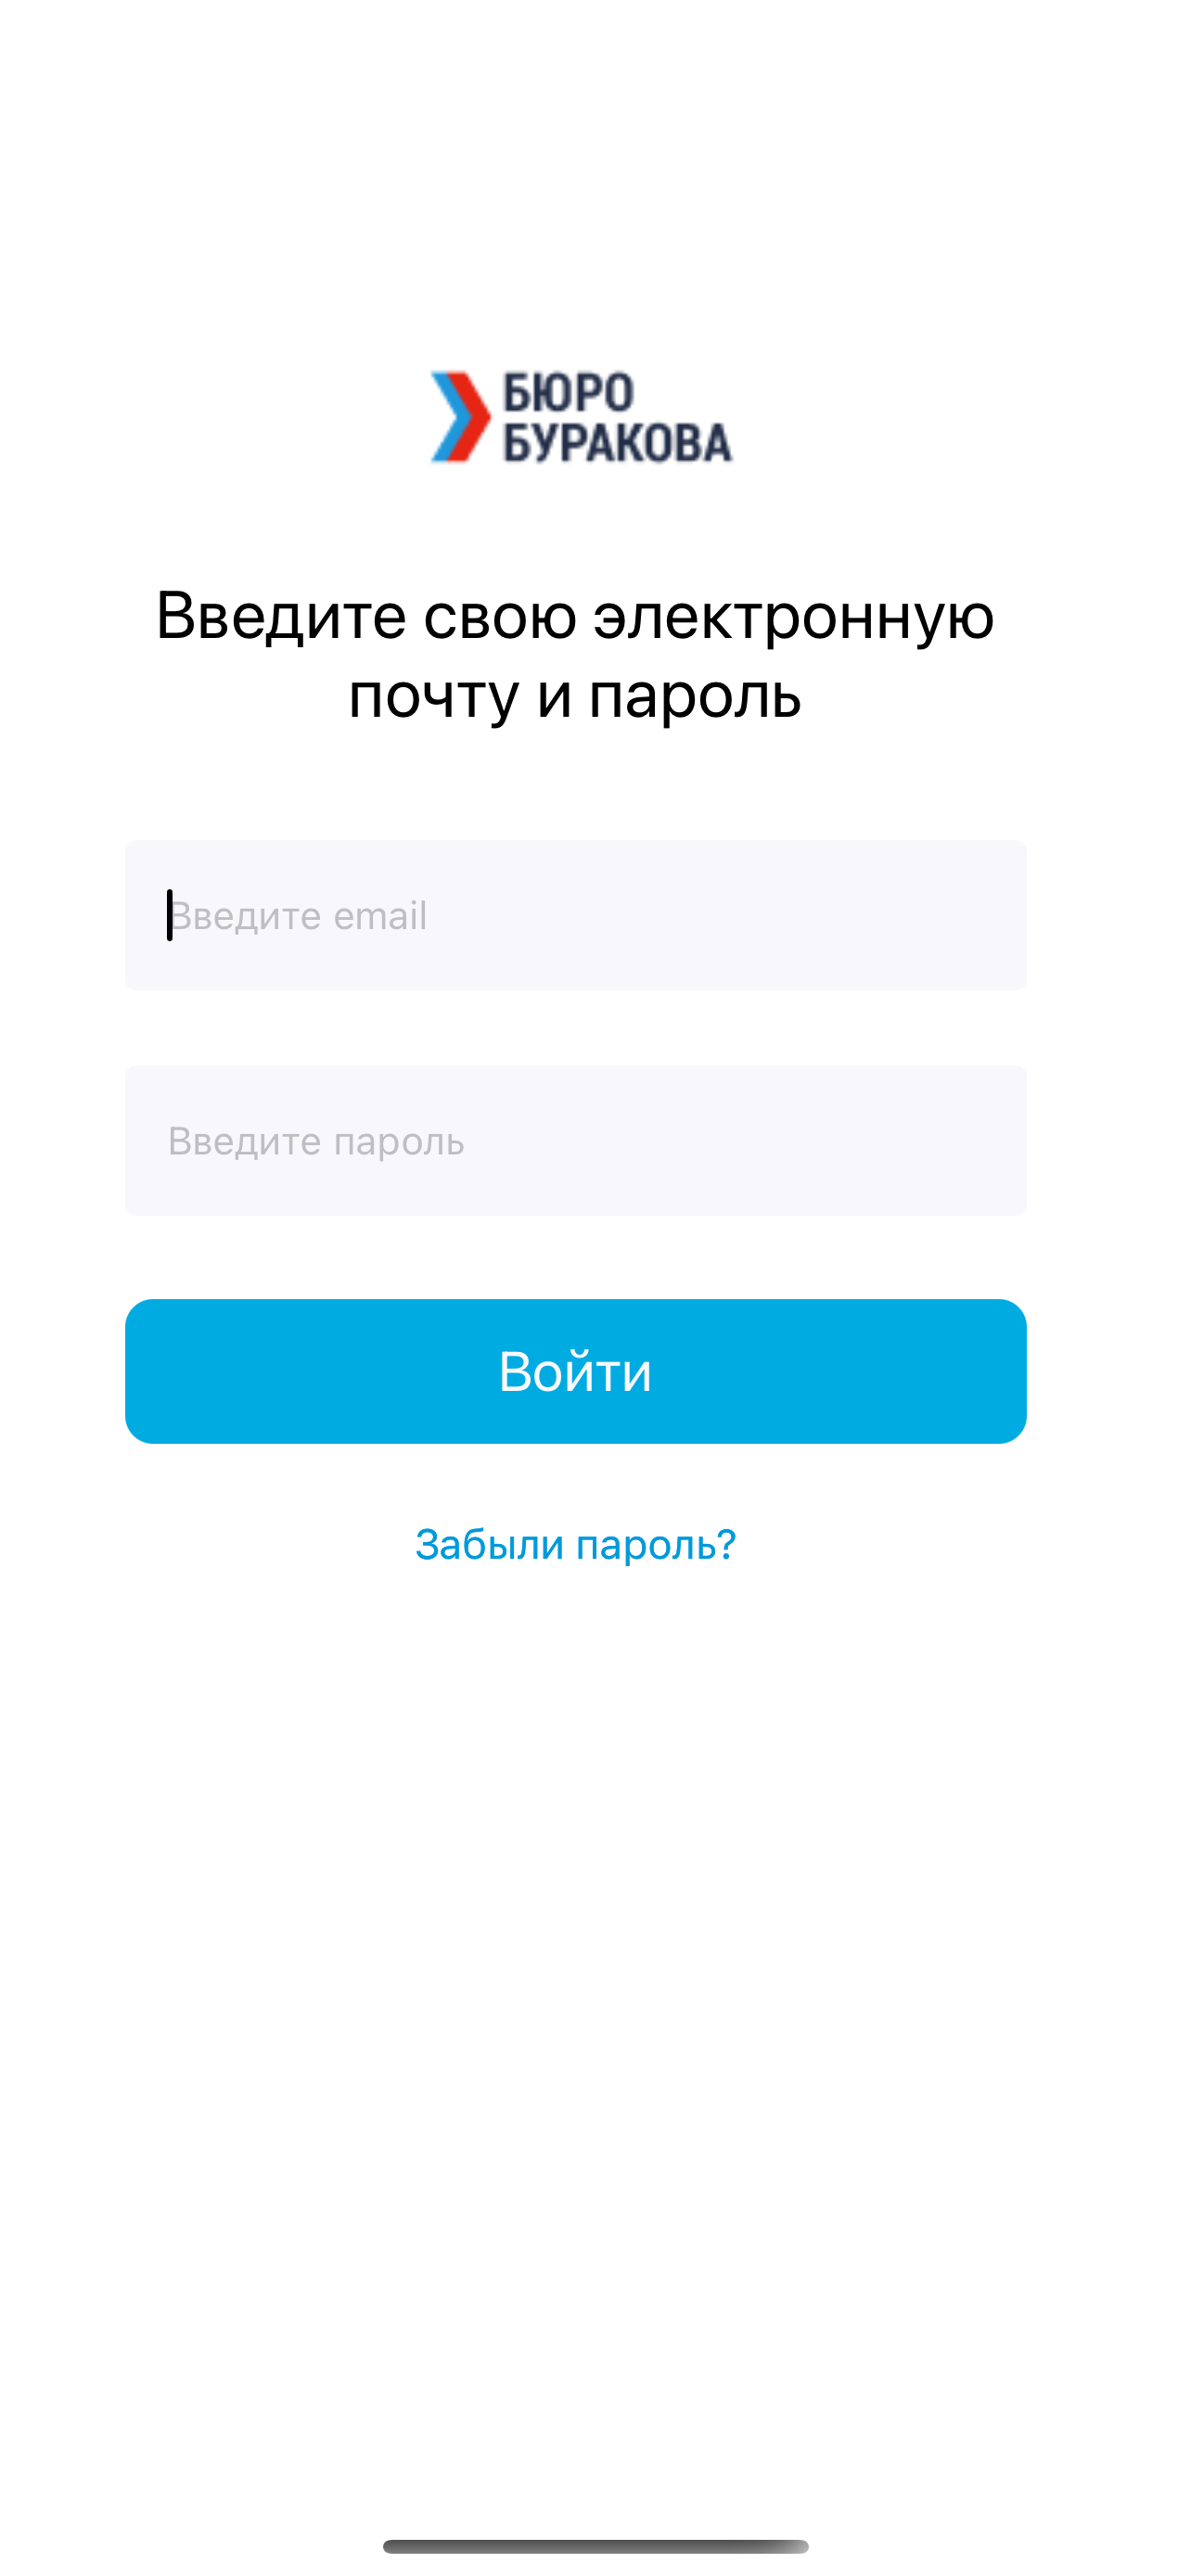 БЮРО
БУРАКОВА
Введите свою электронную
почту и пароль
Введите email
Введите пароль
Войти
Забыли пароль?